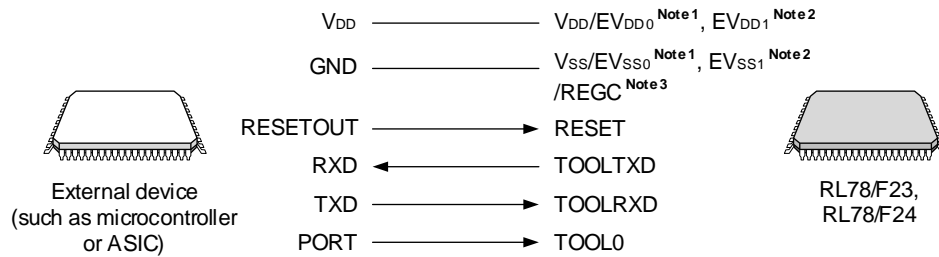 VDD VDD/EVDD0 Note 1, EVDD1 Note 2
GND VSS/EVSS0 Note 1, EVSS1 Note 2
/REGC Note 3
RESETOUT RESET
RXD TOOLTXD
TXD TOOLRXD
PORT TOOL0
External device
(such as microcontroller
or ASIC)
RL78/F23,
RL78/F24